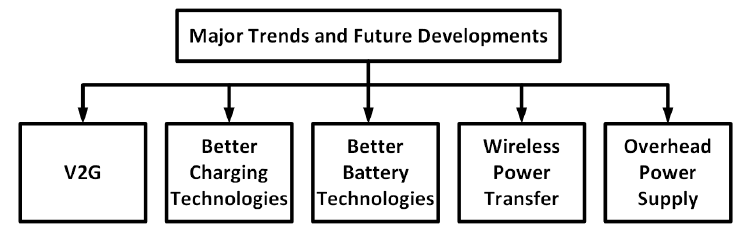 Major Trends and Future Developments
V2G
Better
Charging
Technologies
Better
Battery
Technologies
Wireless
Power
Transfer
Overhead
Power
Supply